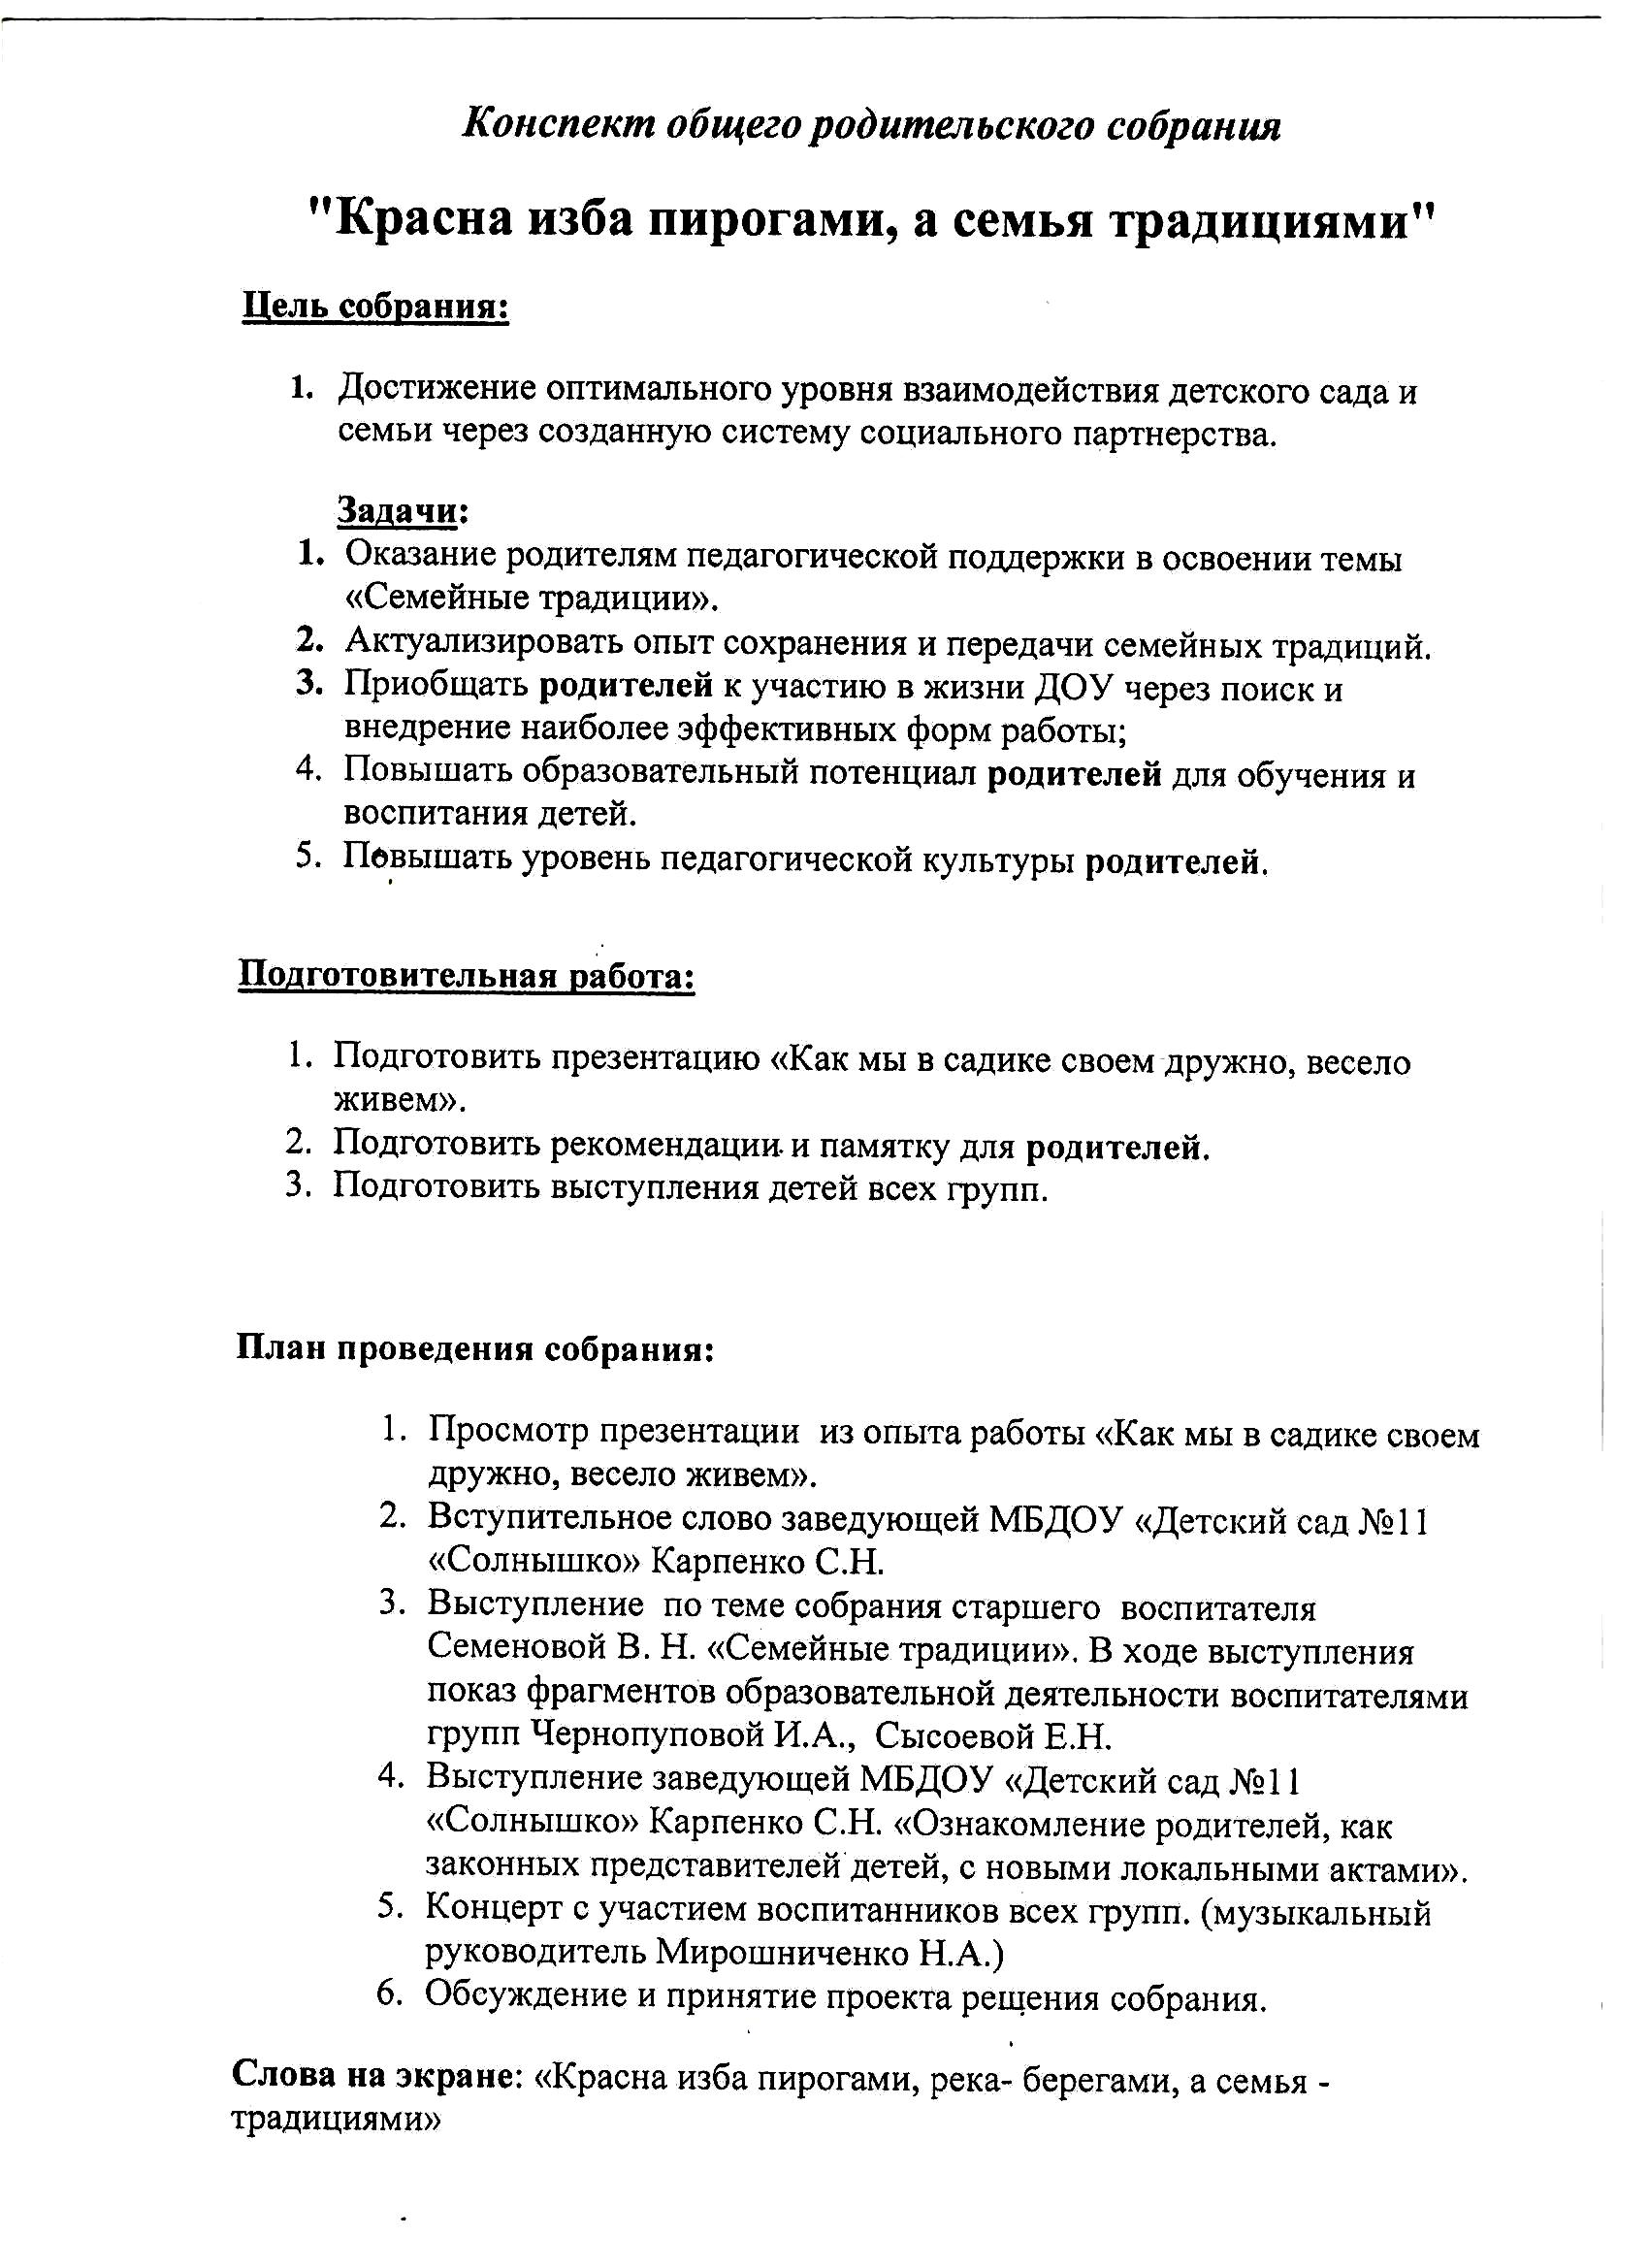 Конспект общего родительского собрания
"Красна изба пирогами, а семья традициями"
Цель собрания:
1. Достижение оптимального уровня взаимодействия детского сада и
семьи через созданную систему социального партнерства.
Задачи:
1. Оказание родителям педагогической поддержки в освоении темы
«Семейные традиции».
2. Актуализировать опыт сохранения и передачи семейных традиций.
3. Приобщать родителей к участию в жизни ДОУ через поиск и
внедрение наиболее эффективных форм работы;
4. Повышать образовательный потенциал родителей для обучения и
воспитания детей.
5. Повышать уровень педагогической культуры родителей.
Подготовительная работа:
1. Подготовить презентацию «Как мы в садике своем дружно, весело
живем».
2. Подготовить рекомендации и памятку для родителей.
3. Подготовить выступления детей всех групп.
План проведения собрания:
1. Просмотр презентации из опыта работы «Как мы в садике своем
дружно, весело живем».
2. Вступительное слово заведующей МБДОУ «Детский сад №11
«Солнышко» Карпенко С.Н.
3. Выступление по теме собрания старшего воспитателя
Семеновой В. Н. «Семейные традиции». В ходе выступления
показ фрагментов образовательной деятельности воспитателями
групп Чернопуповой И.А., Сысоевой Е.Н.
4. Выступление заведующей МБДОУ «Детский сад №11
«Солнышко» Карпенко С.Н. «Ознакомление родителей, как
законных представителей детей, с новыми локальными актами».
5. Концерт с участием воспитанников всех групп. (музыкальный
руководитель Мирошниченко Н.А.)
6. Обсуждение и принятие проекта решения собрания.
Слова на экране: «Красна изба пирогами, река- берегами, а семья -
традициями»